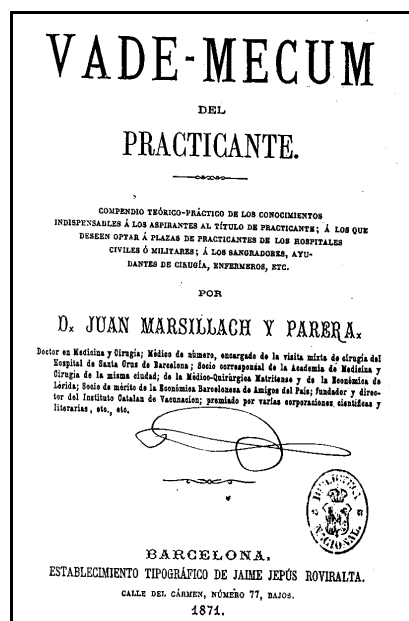 VADE-MECUM
DEL
PRACTICANTE.
COMPENDIO TEÓRICO-PRÁCTICO DE LOS CONOCIMIENTOS
INDISPENSABLES Á LOS ASPIRANTES AL TÍTULO DE PRACTICANTE; Á LOS QUE
DESEEN OPTAR Á PLAZAS DE PRACTICANTES DE LOS HOSPITALES
CIVILES Ó MILITARES; Á LOS SANGRADORES, AYU-
DANTES DE CIRUGÍA, ENFERMEROS, ETC.
POR
D. JUAN MARSILLACH Y PARERA.
Doctor en Medicina y Cirugía; Médico de número, encargado de la visita mixta de cirugía del
Hospital de Santa Cruz de Barcelona; Socio corresponsal de la Academia de Medicina y
Cirugía de la misma ciudad; de la Médico-Quirúrgica Matritense y de la Económica de
Lérida; Socio de mérito de la Económica Barcelonesa de Amigos del País; fundador y direc-
tor del Instituto Catalan de Vacunacion; premiado por varias corporaciones científicas y
literarias, etc., etc.
BIBLIOTECA
NACIONAL
BARCELONA.
ESTABLECIMIENTO TIPOGRÁFICO DE JAIME JEPÚS ROVIRALTA.
CALLE DEL CÁRMEN, NÚMERO 77, BAJOS.
1871.